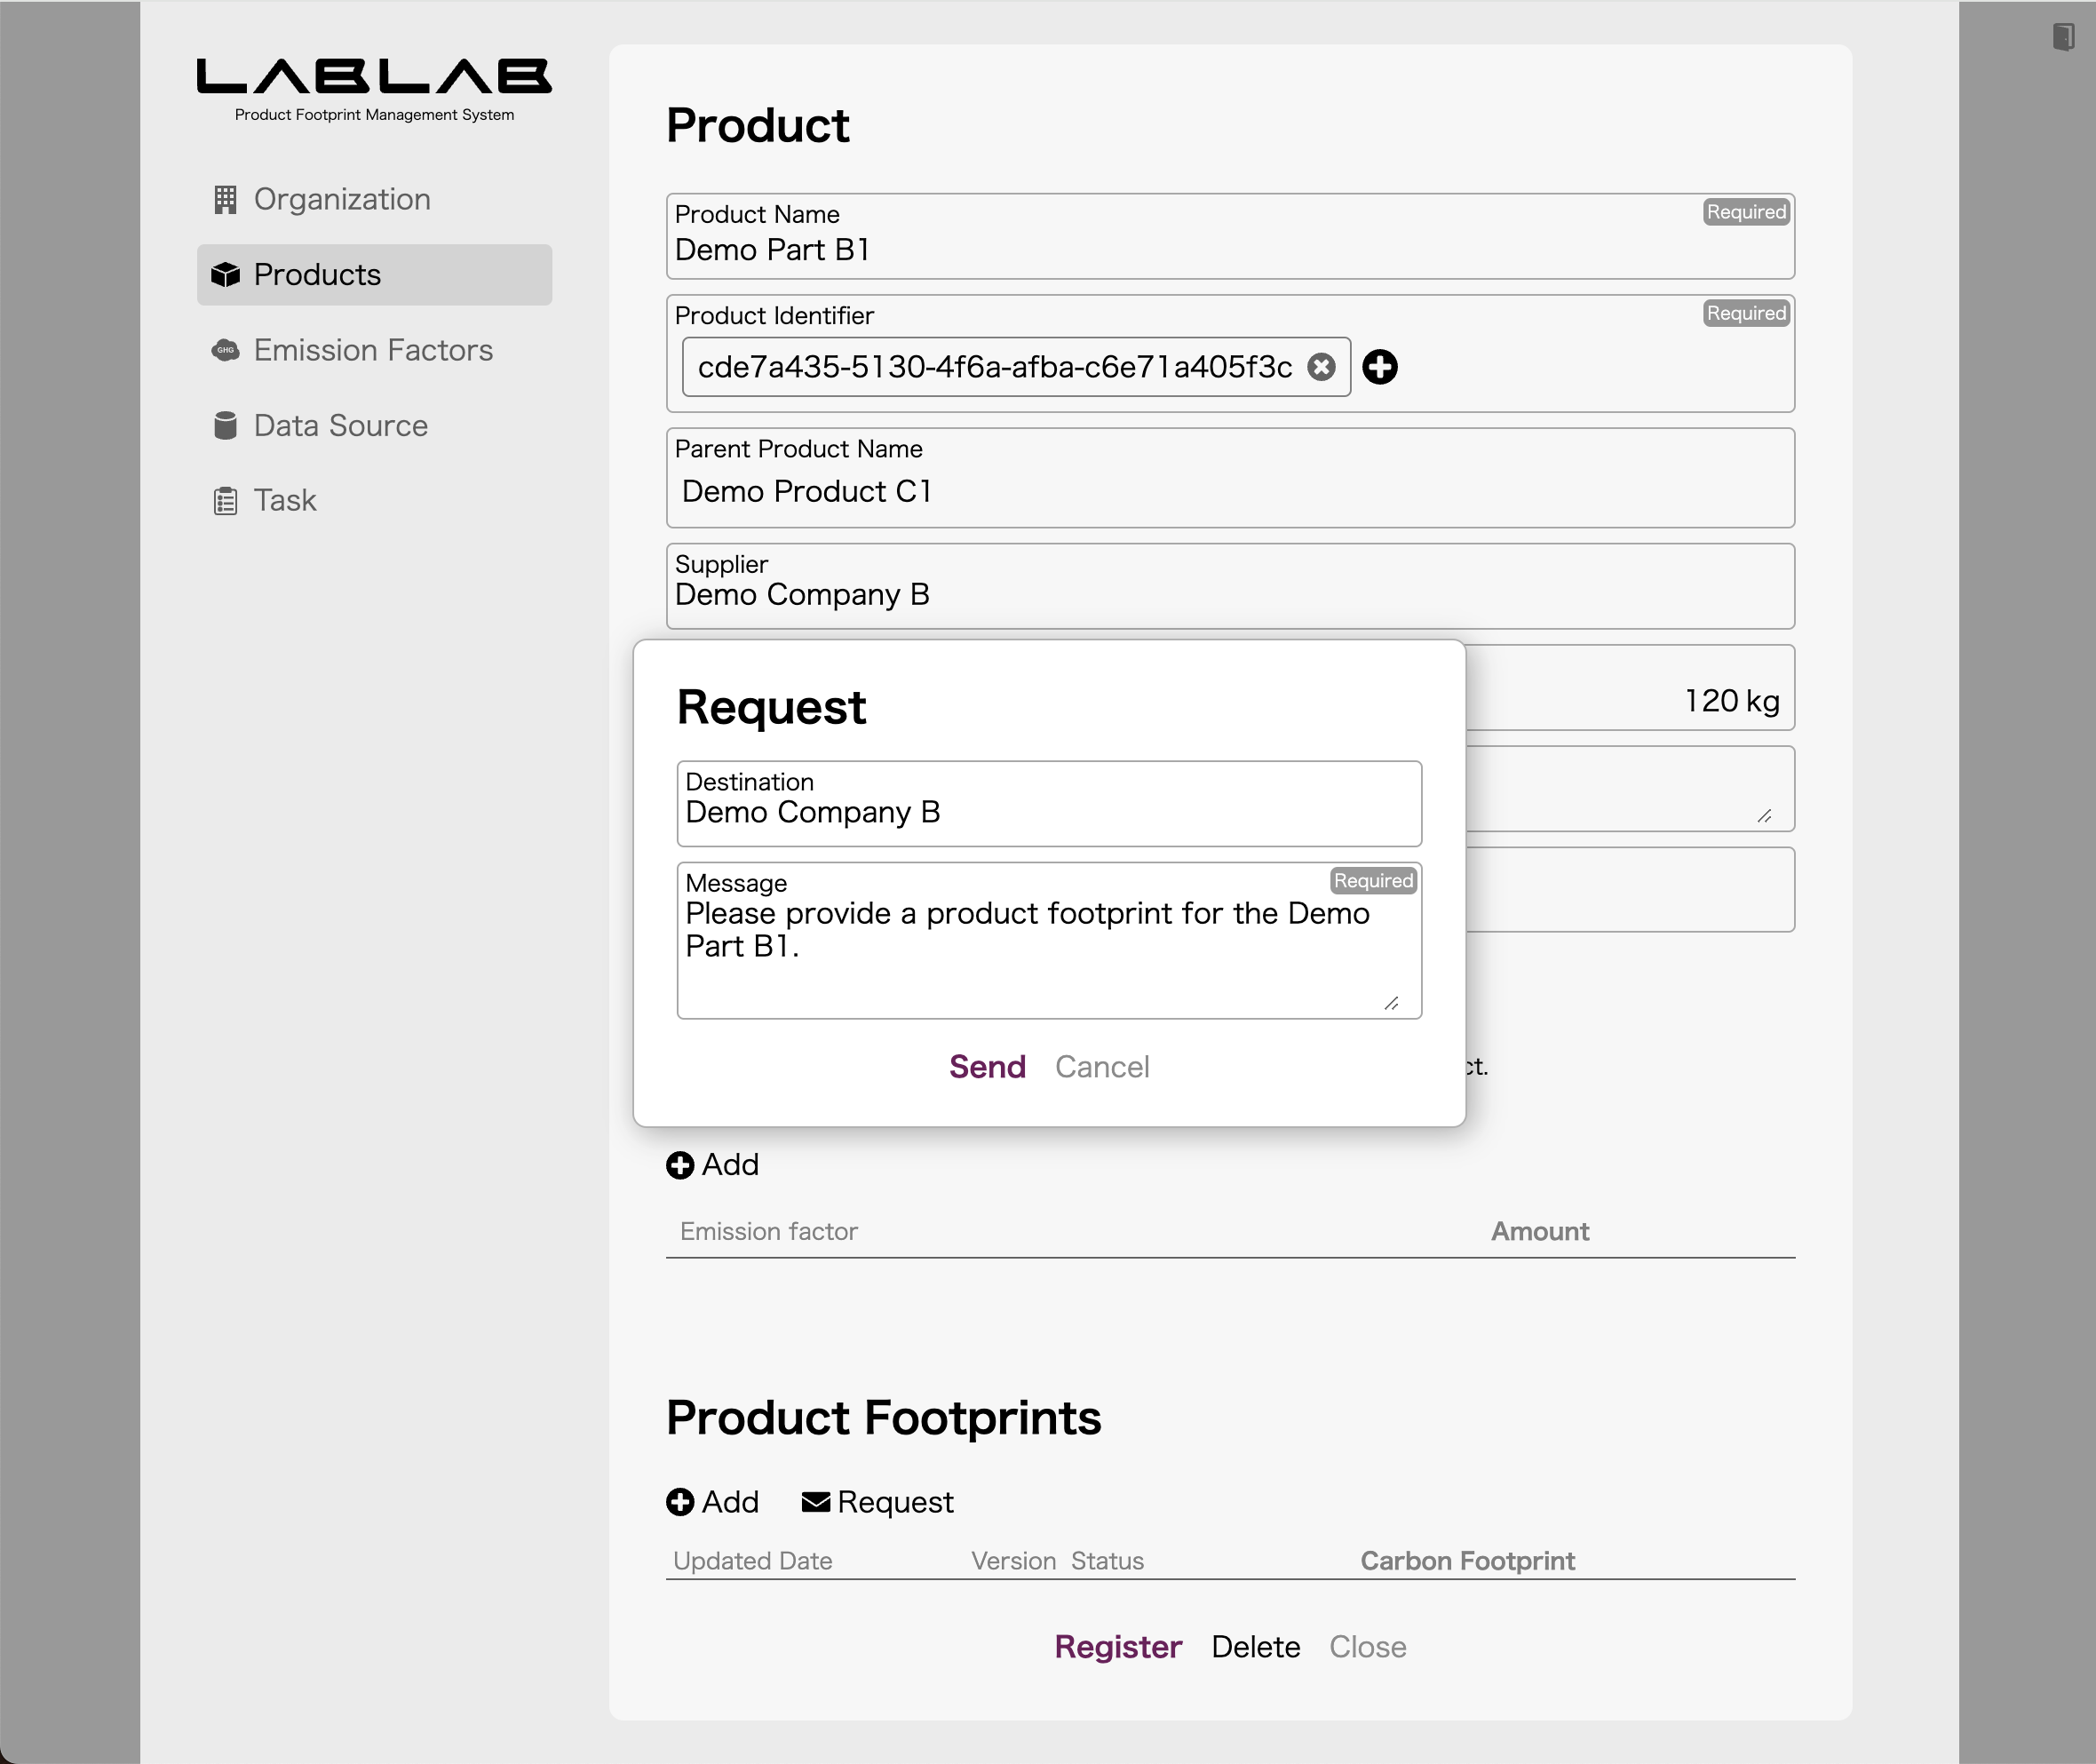 LABLAB
Product Footprint Management System
Organization
Products
GHG
Emission Factors
Data Source
Task
Product
Product Name
Required
Demo Part B1
Product Identifier
Required
cde7a435-5130-4f6a-afba-c6e71a405f3c
Parent Product Name
Demo Product C1
Supplier
Demo Company B
120 kg
Request
Destination
Demo Company B
Message
Required
Please provide a product footprint for the Demo
Part B1.
Send Cancel
ct.
Add
Emission factor Amount
Product Footprints
Add Request
Updated Date Version Status Carbon Footprint
Register Delete Close